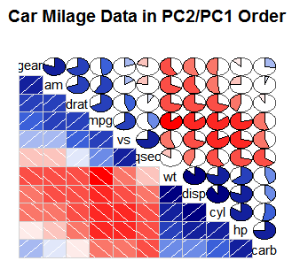 Car Milage Data in PC2/PC1 Order
gear
am
drat
mpg
vs
qsec
wt
disp
cyl
hp
carb